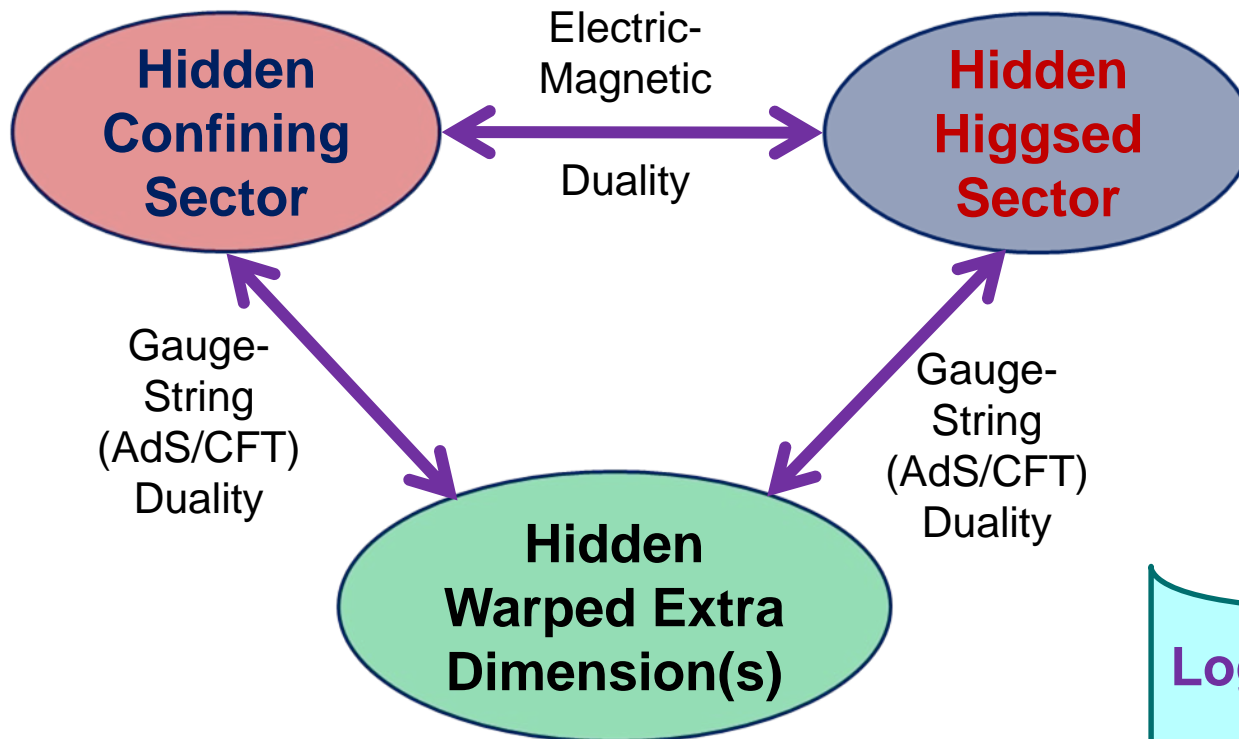 Hidden
Confining
Sector
Electric-
Magnetic
Duality
Hidden
Higgsed
Sector
Gauge-
String
(AdS/CFT)
Duality
Gauge-
String
(AdS/CFT)
Duality
Hidden
Warped Extra
Dimension(s)